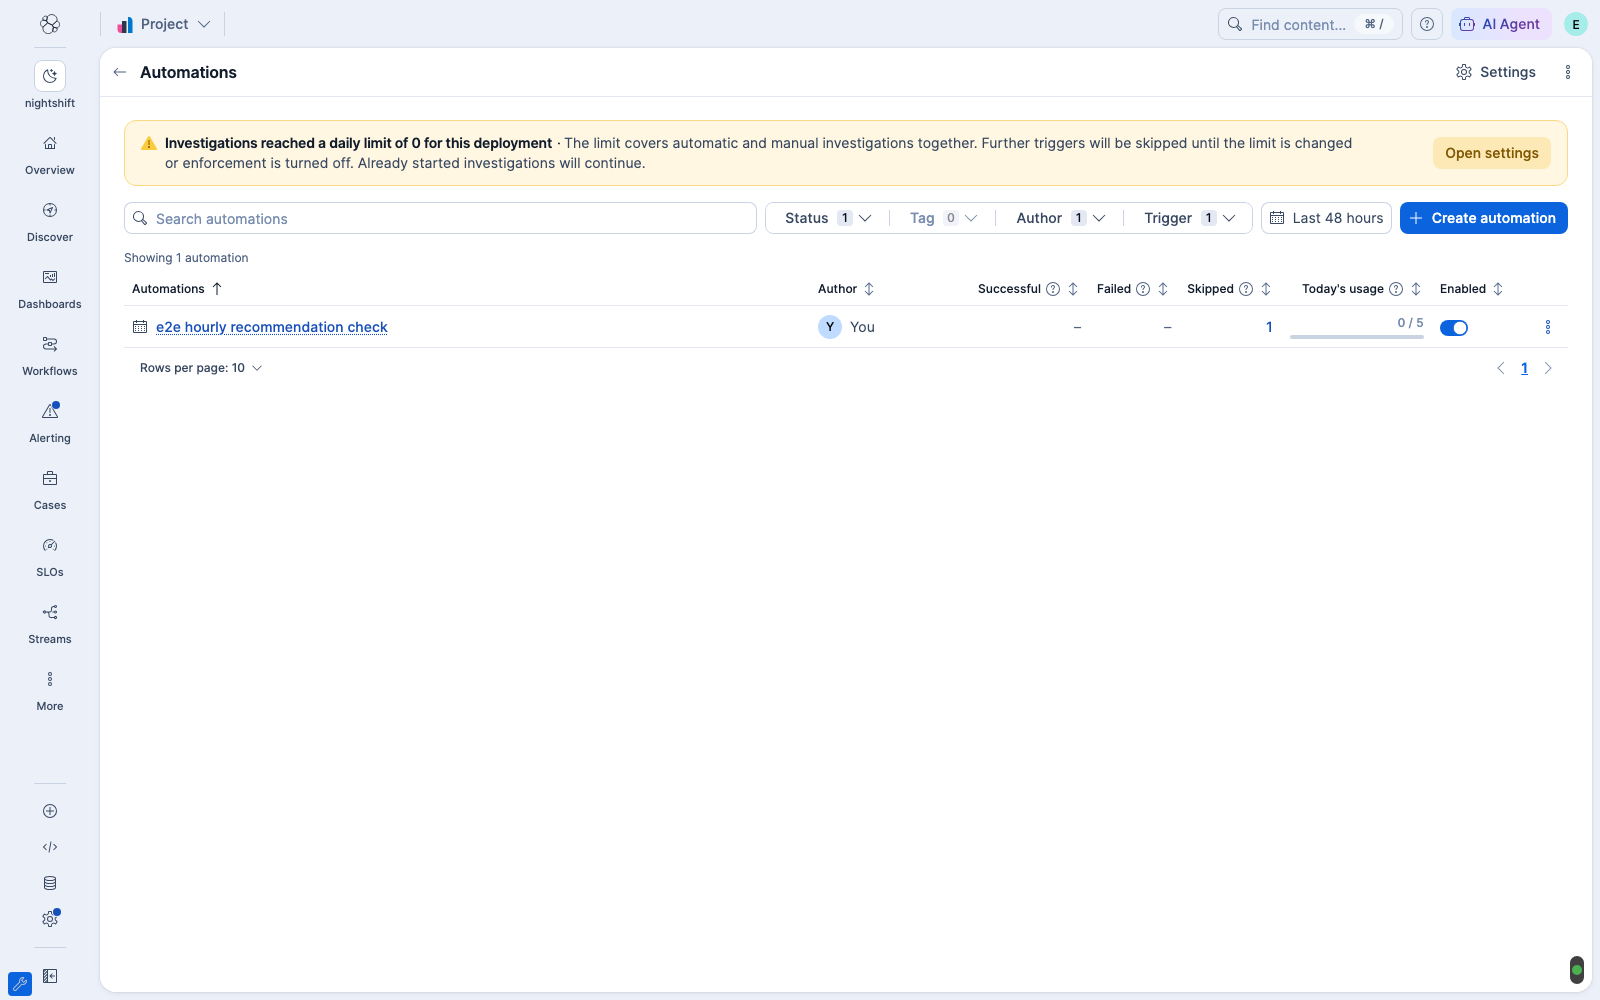 Project
Find content...
⌘ /
AI Agent
E
nightshift
Overview
Discover
Dashboards
Workflows
Alerting
Cases
SLOs
Streams
More
Automations
Settings
Investigations reached a daily limit of 0 for this deployment · The limit covers automatic and manual investigations together. Further triggers will be skipped until the limit is changed
or enforcement is turned off. Already started investigations will continue.
Open settings
Search automations
Status 1
Tag 0
Author 1
Trigger 1
Last 48 hours
Create automation
Showing 1 automation
Automations Author Successful Failed Skipped Today's usage Enabled
e2e hourly recommendation check Y You – – 1 0 / 5
Rows per page: 10
1